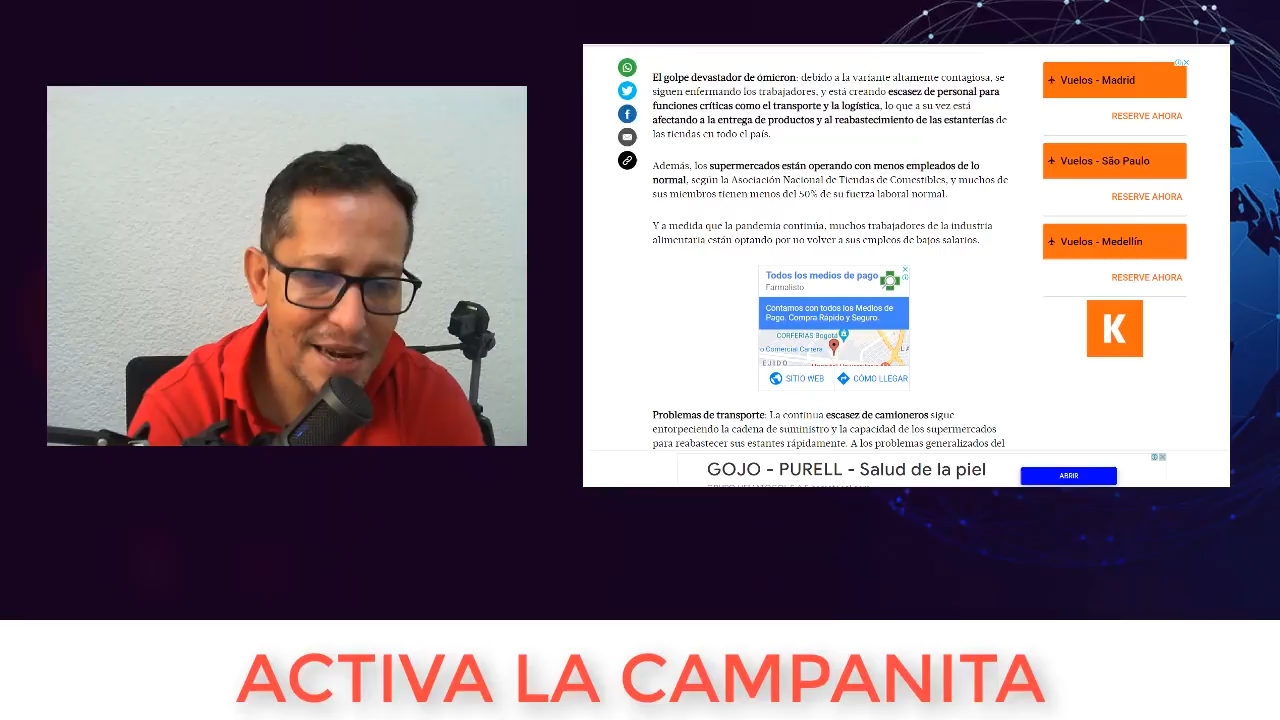 El golpe devastador de ómicron: debido a la variante altamente contagiosa, se
siguen enfermando los trabajadores, y está creando escasez de personal para
funciones críticas como el transporte y la logística, lo que a su vez está
afectando a la entrega de productos y al reabastecimiento de las estanterías de
las tiendas en todo el país.
Además, los supermercados están operando con menos empleados de lo
normal, según la Asociación Nacional de Tiendas de Comestibles, y muchos de
sus miembros tienen menos del 50% de su fuerza laboral normal.
Y a medida que la pandemia continúa, muchos trabajadores de la industria
alimentaria están optando por no volver a sus empleos de bajos salarios.
Todos los medios de pago
Farmalisto
Contamos con todos los Medios de
Pago. Compra Rápido y Seguro.
CORFERIAS Bogotá
o Comercial Carrera
EJIDO
SITIO WEB
CÓMO LLEGAR
Problemas de transporte: La continua escasez de camioneros sigue
entorpeciendo la cadena de suministro y la capacidad de los supermercados
para reabastecer sus estantes rápidamente. A los problemas generalizados del
Vuelos - Madrid
RESERVE AHORA
Vuelos - São Paulo
RESERVE AHORA
Vuelos - Medellín
RESERVE AHORA
K
GOJO - PURELL - Salud de la piel
ABRIR
ACTIVA LA CAMPANITA